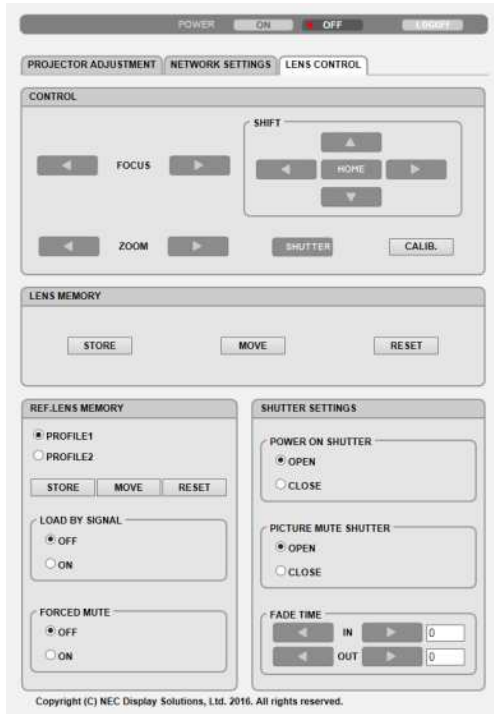 POWER ON OFF LOGOFF
PROJECTOR ADJUSTMENT NETWORK SETTINGS LENS CONTROL
CONTROL
SHIFT
FOCUS
HOME
ZOOM
SHUTTER CALIB.
LENS MEMORY
STORE MOVE RESET
REF.LENS MEMORY
PROFILE1
PROFILE2
STORE MOVE RESET
LOAD BY SIGNAL
OFF
ON
FORCED MUTE
OFF
ON
SHUTTER SETTINGS
POWER ON SHUTTER
OPEN
CLOSE
PICTURE MUTE SHUTTER
OPEN
CLOSE
FADE TIME
IN 0
OUT 0
Copyright (C) NEC Display Solutions, Ltd. 2016. All rights reserved.